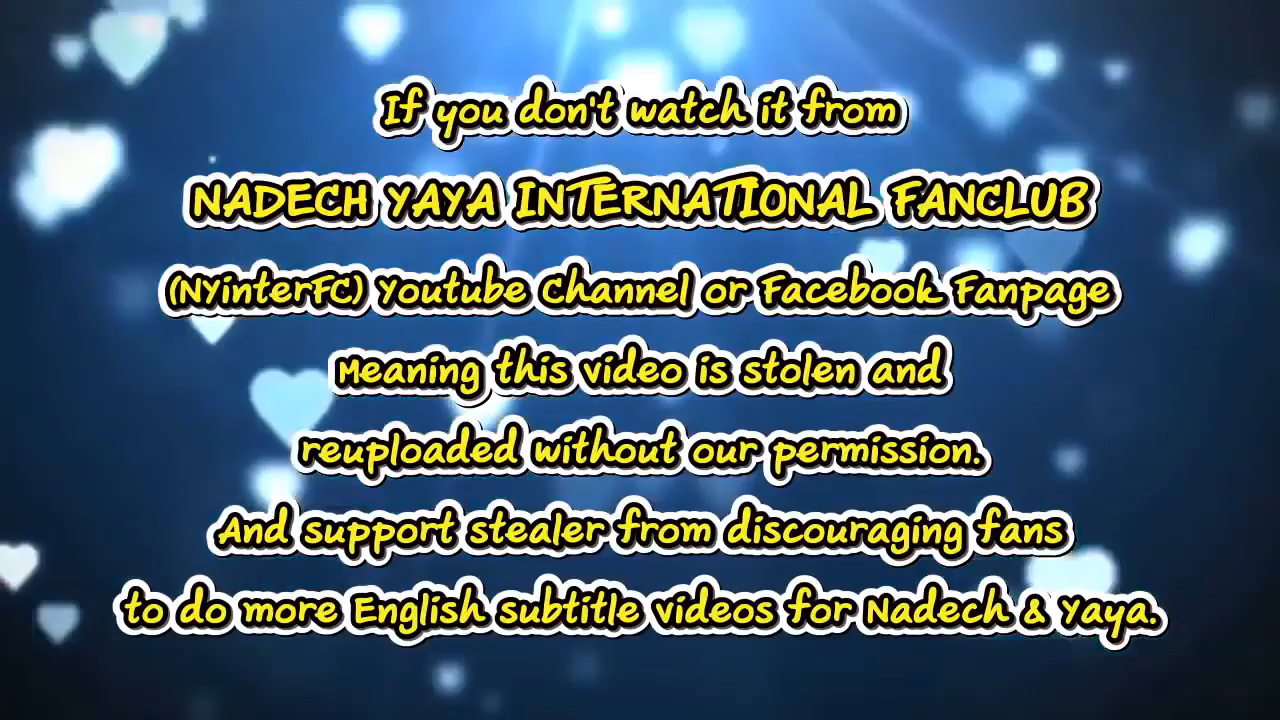 If you don't watch it from
NADECH YAYA INTERNATIONAL FANCLUB
(NYinterFC) Youtube Channel or Facebook Fanpage
Meaning this video is stolen and
reuploaded without our permission.
And support stealer from discouraging fans
to do more English subtitle videos for Nadech & Yaya.